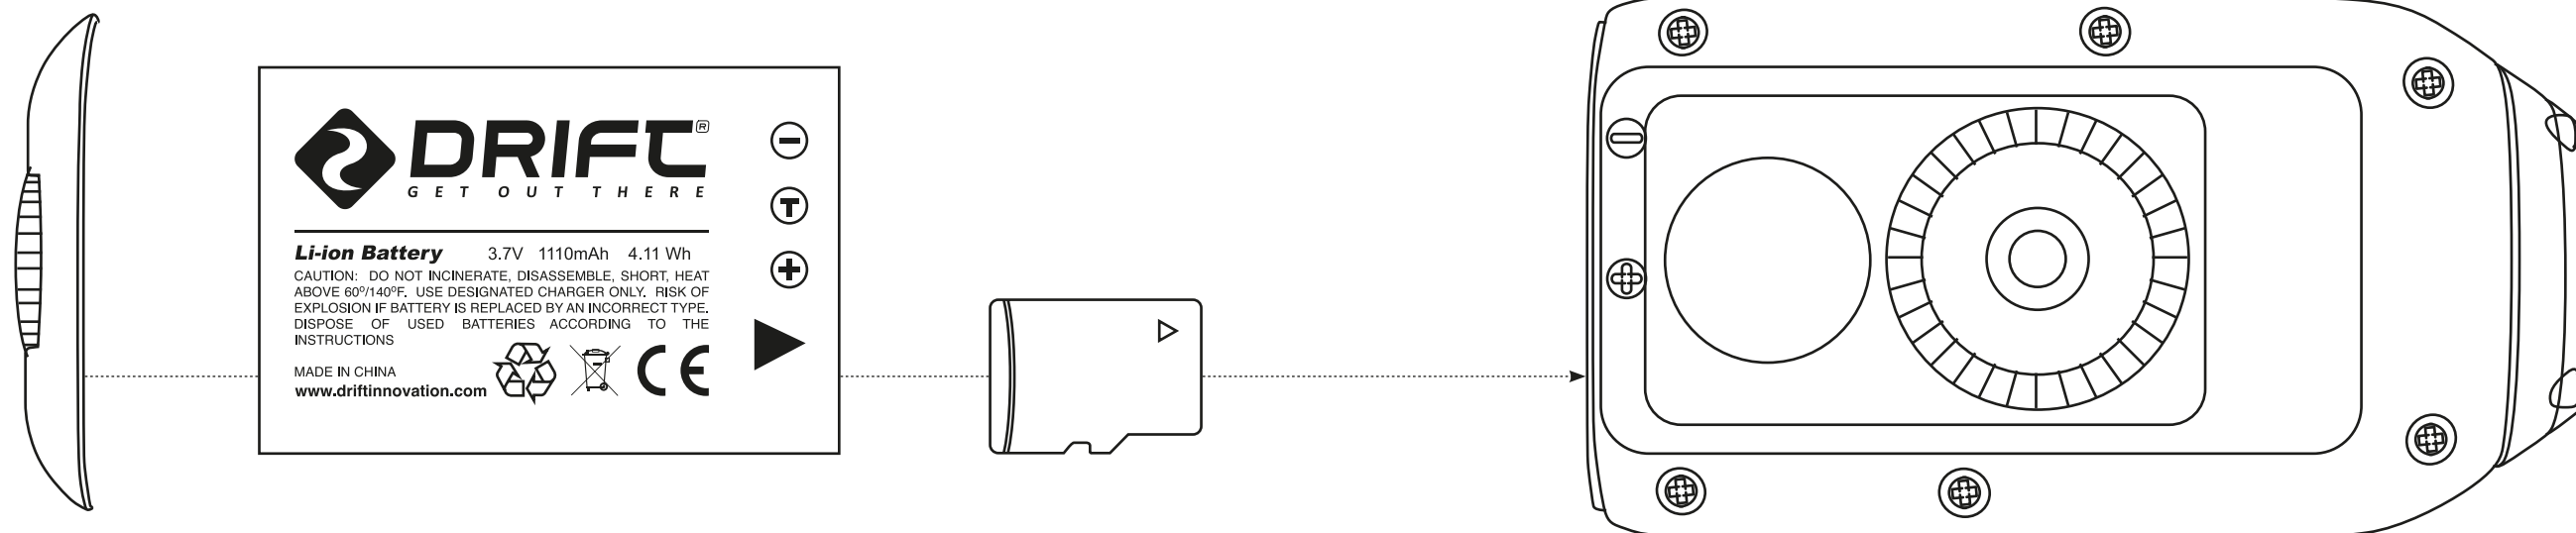 DRIFT®
GET OUT THERE
Li-ion Battery 3.7V 1110mAh 4.11 Wh
CAUTION: DO NOT INCINERATE, DISASSEMBLE, SHORT, HEAT
ABOVE 60⁰/140⁰F. USE DESIGNATED CHARGER ONLY. RISK OF
EXPLOSION IF BATTERY IS REPLACED BY AN INCORRECT TYPE.
DISPOSE OF USED BATTERIES ACCORDING TO THE
INSTRUCTIONS
MADE IN CHINA
www.driftinnovation.com
CE
−
T
+